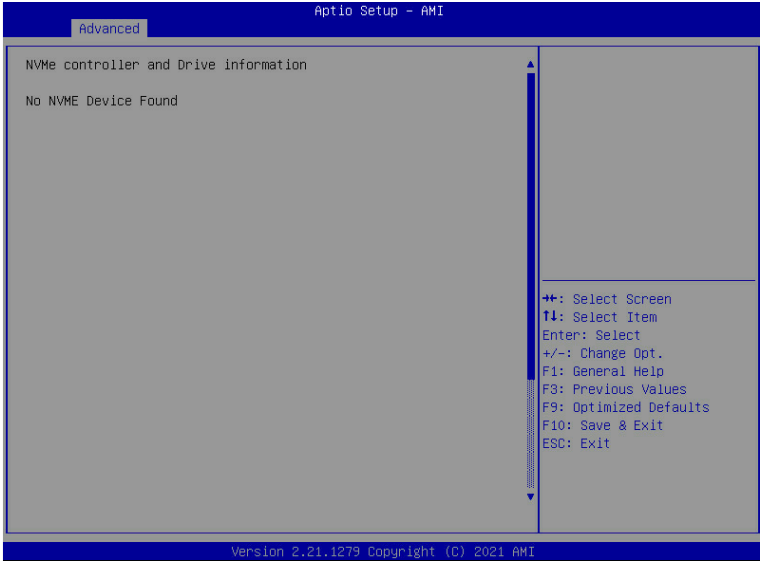 Aptio Setup – AMI
Advanced
NVMe controller and Drive information
No NVME Device Found
→←: Select Screen
↑↓: Select Item
Enter: Select
+/-: Change Opt.
F1: General Help
F3: Previous Values
F9: Optimized Defaults
F10: Save & Exit
ESC: Exit
Version 2.21.1279 Copyright (C) 2021 AMI